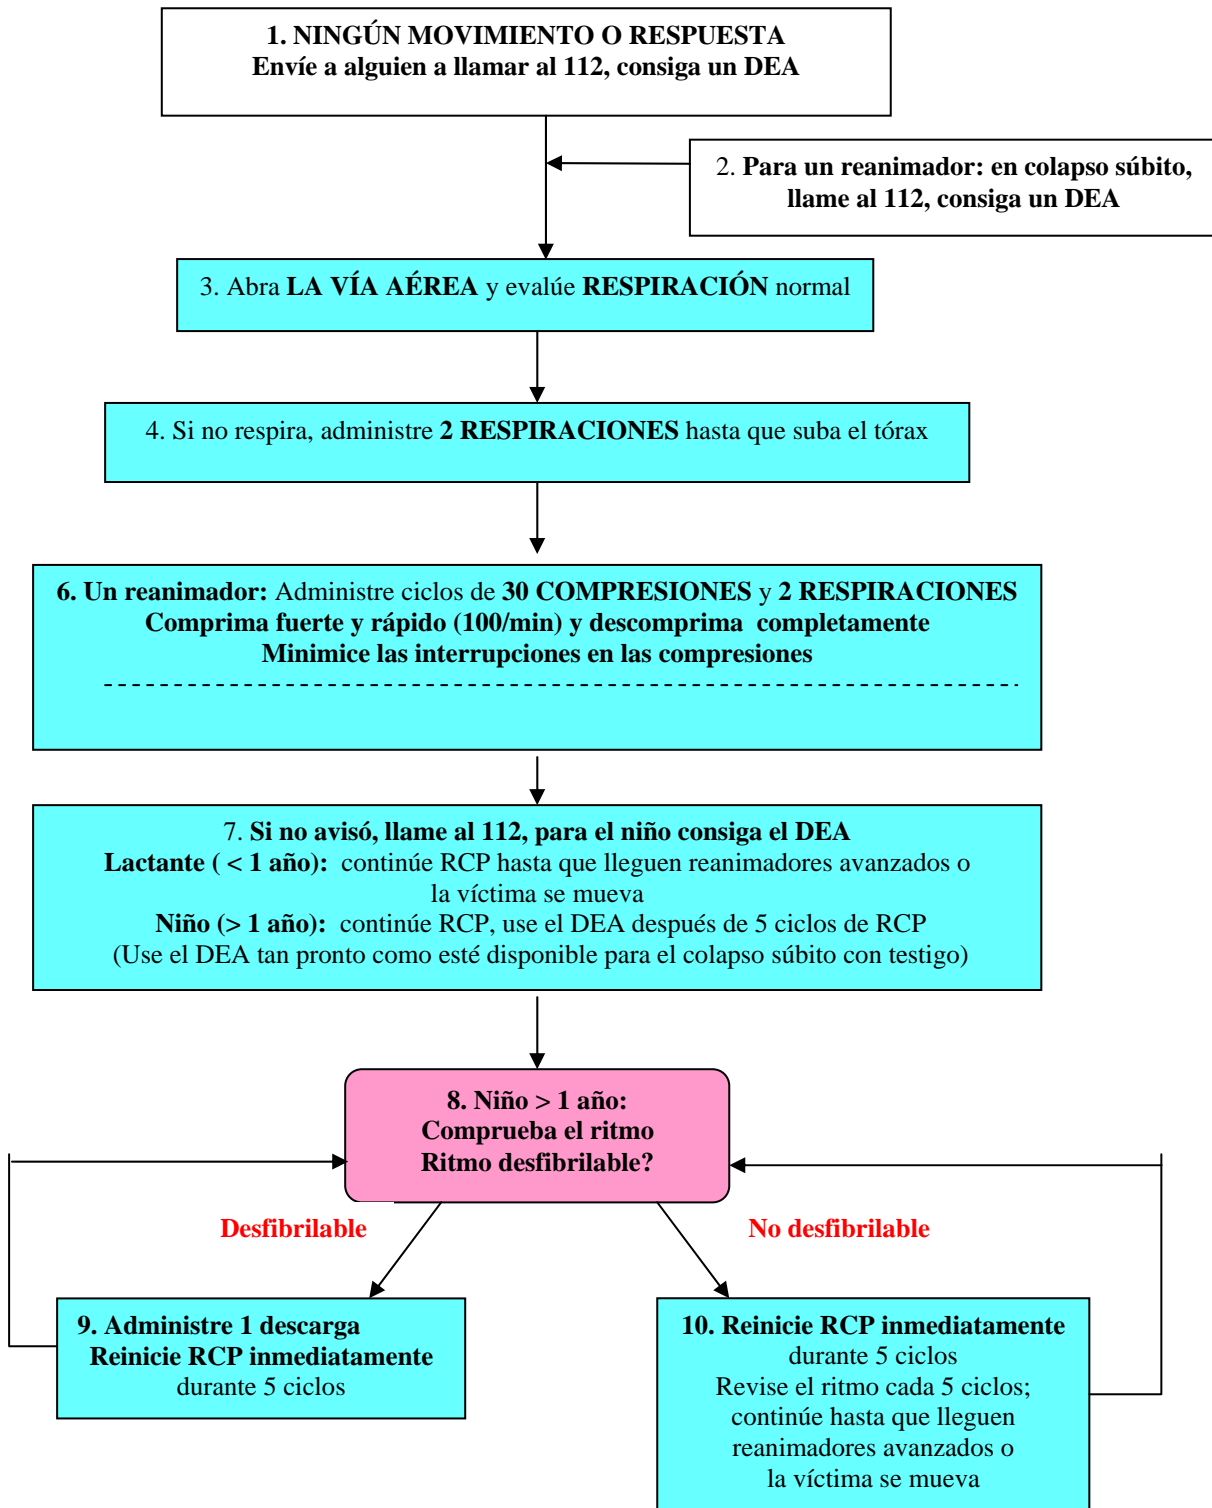 1. NINGÚN MOVIMIENTO O RESPUESTA
Envíe a alguien a llamar al 112, consiga un DEA
2. Para un reanimador: en colapso súbito,
llame al 112, consiga un DEA
3. Abra LA VÍA AÉREA y evalúe RESPIRACIÓN normal
4. Si no respira, administre 2 RESPIRACIONES hasta que suba el tórax
6. Un reanimador: Administre ciclos de 30 COMPRESIONES y 2 RESPIRACIONES
Comprima fuerte y rápido (100/min) y descomprima completamente
Minimice las interrupciones en las compresiones
7. Si no avisó, llame al 112, para el niño consiga el DEA
Lactante ( < 1 año): continúe RCP hasta que lleguen reanimadores avanzados o
la víctima se mueva
Niño (> 1 año): continúe RCP, use el DEA después de 5 ciclos de RCP
(Use el DEA tan pronto como esté disponible para el colapso súbito con testigo)
8. Niño > 1 año:
Comprueba el ritmo
Ritmo desfibrilable?
Desfibrilable
No desfibrilable
9. Administre 1 descarga
Reinicie RCP inmediatamente
durante 5 ciclos
10. Reinicie RCP inmediatamente
durante 5 ciclos
Revise el ritmo cada 5 ciclos;
continúe hasta que lleguen
reanimadores avanzados o
la víctima se mueva